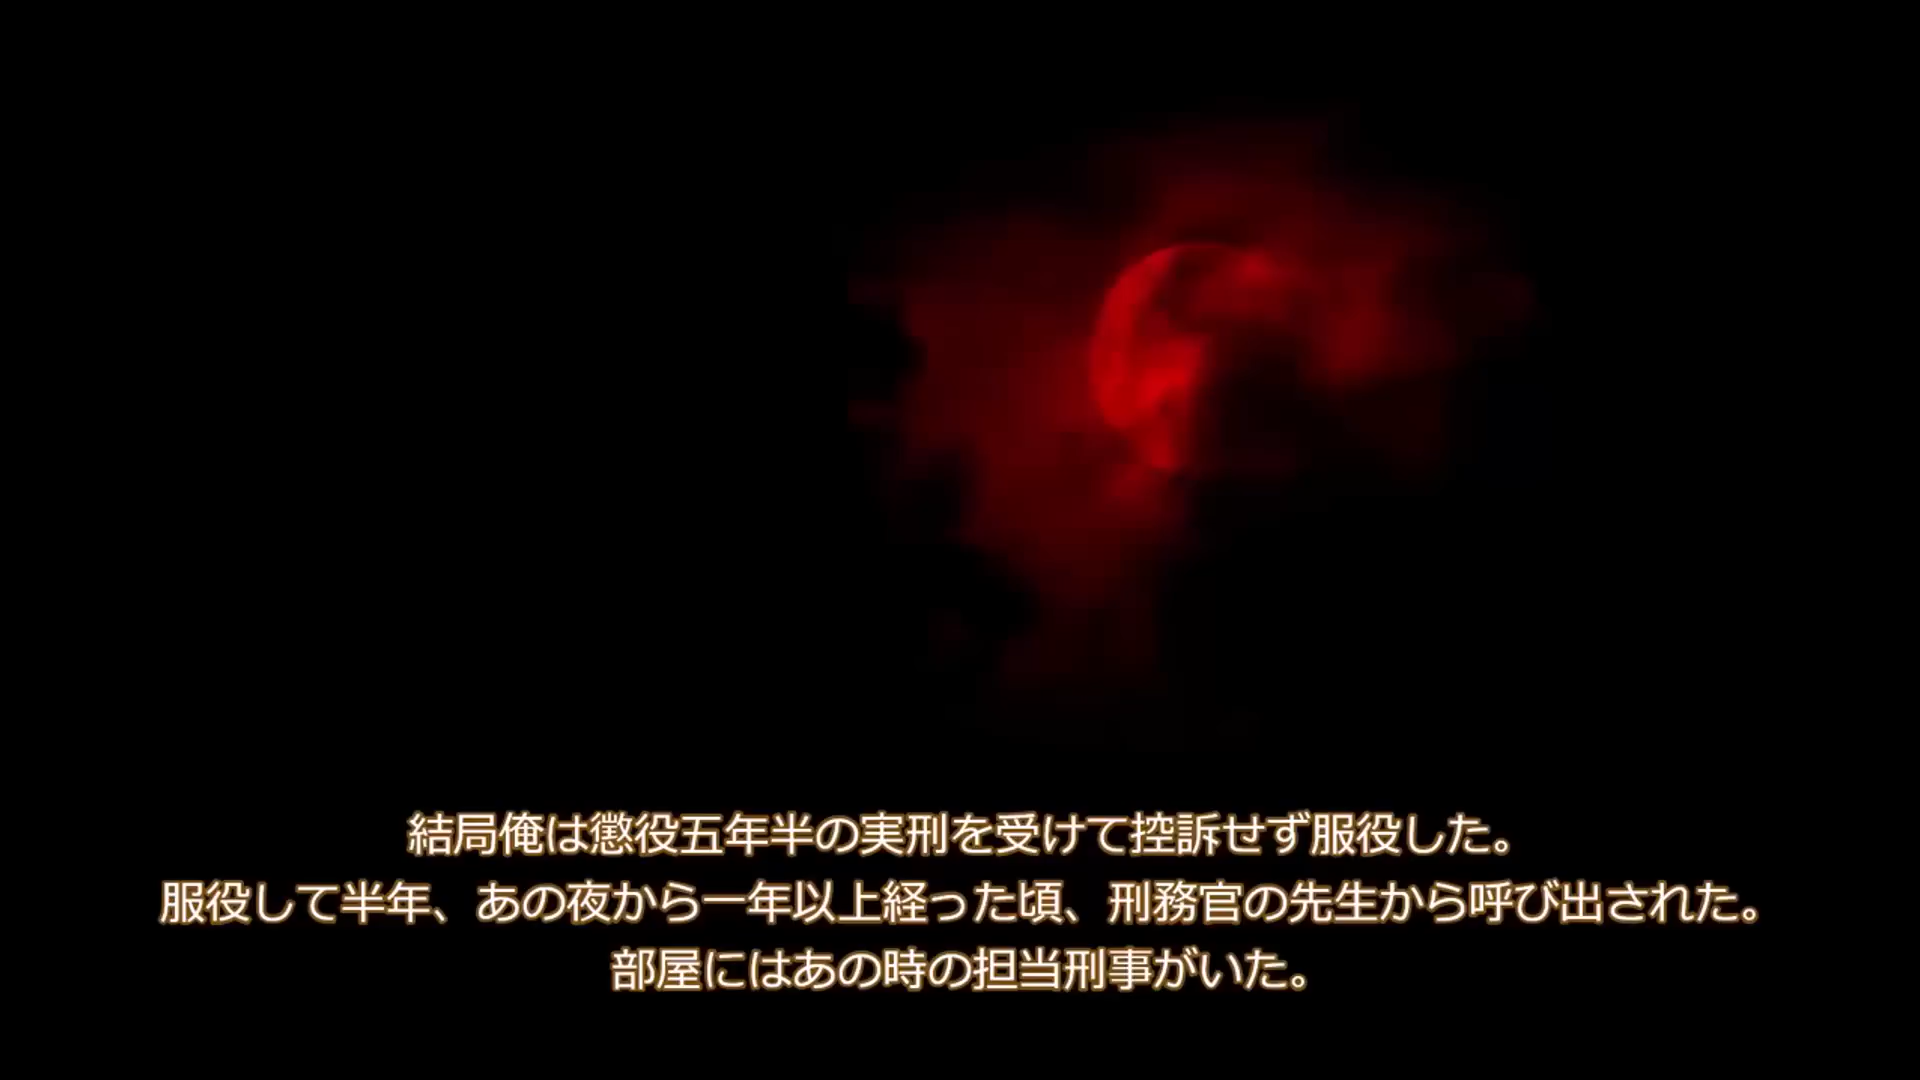 結局俺は懲役五年半の実刑を受けて控訴せず服役した。
服役して半年、あの夜から一年以上経った頃、刑務官の先生から呼び出された。
部屋にはあの時の担当刑事がいた。